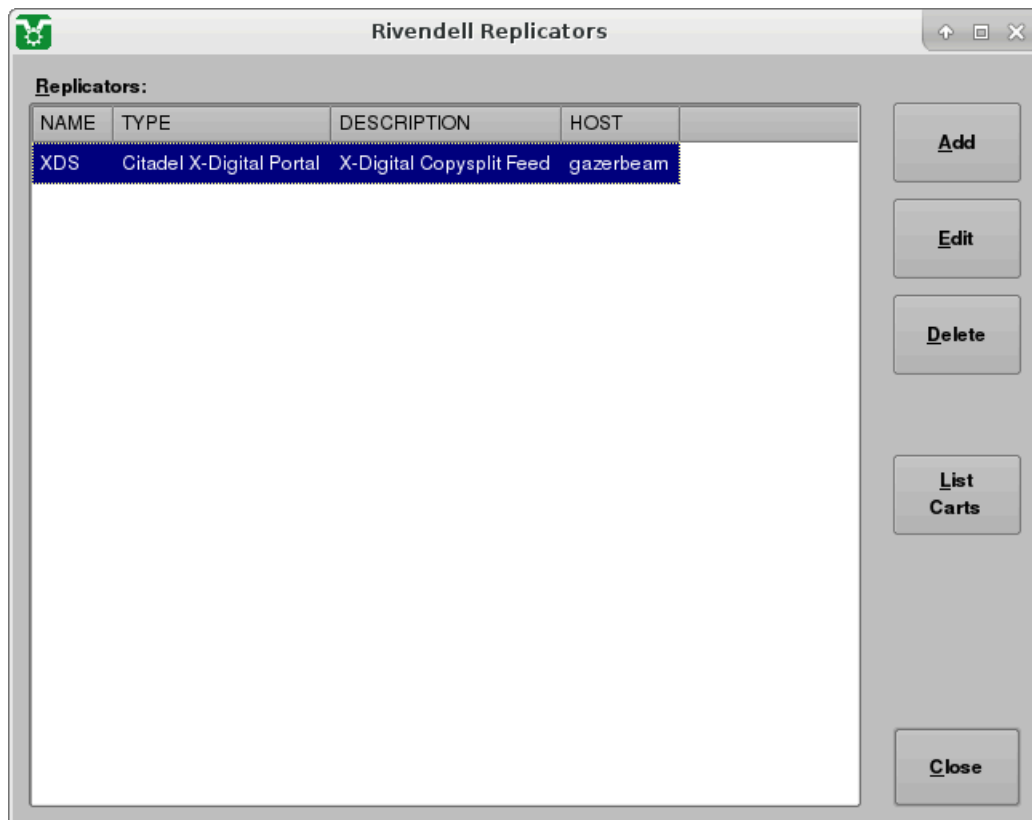 Rivendell Replicators
Replicators:
NAME TYPE DESCRIPTION HOST
XDS Citadel X-Digital Portal X-Digital Copysplit Feed gazerbeam
Add
Edit
Delete
List
Carts
Close